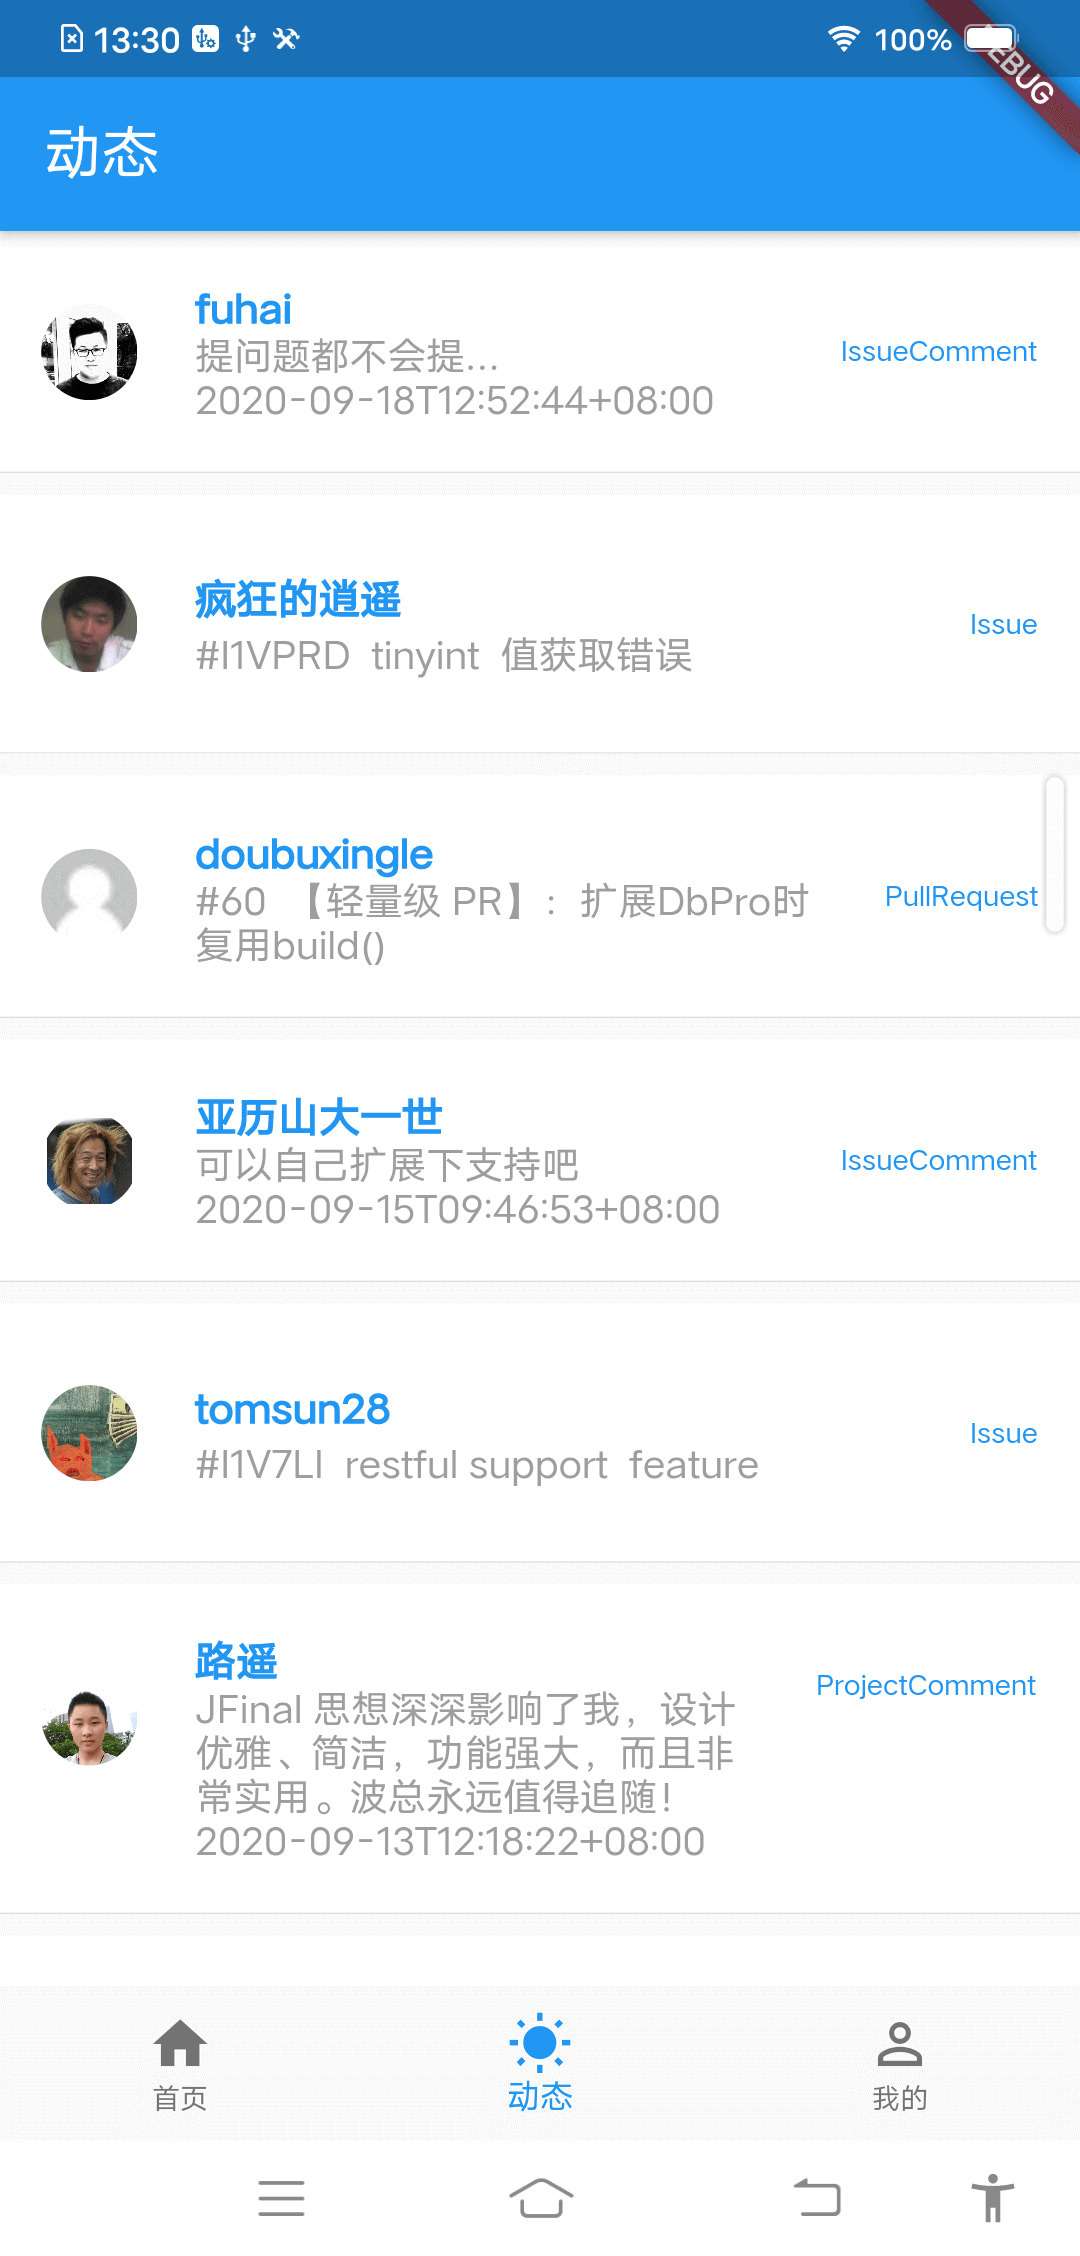 13:30
100%
EBUG
动态
fuhai
提问题都不会提...
2020-09-18T12:52:44+08:00
IssueComment
疯狂的逍遥
#I1VPRD tinyint 值获取错误
Issue
doubuxingle
#60 【轻量级 PR】：扩展DbPro时
复用build()
PullRequest
亚历山大一世
可以自己扩展下支持吧
2020-09-15T09:46:53+08:00
IssueComment
tomsun28
#I1V7LI restful support feature
Issue
路遥
JFinal 思想深深影响了我，设计
优雅、简洁，功能强大，而且非
常实用。波总永远值得追随！
2020-09-13T12:18:22+08:00
ProjectComment
首页
动态
我的